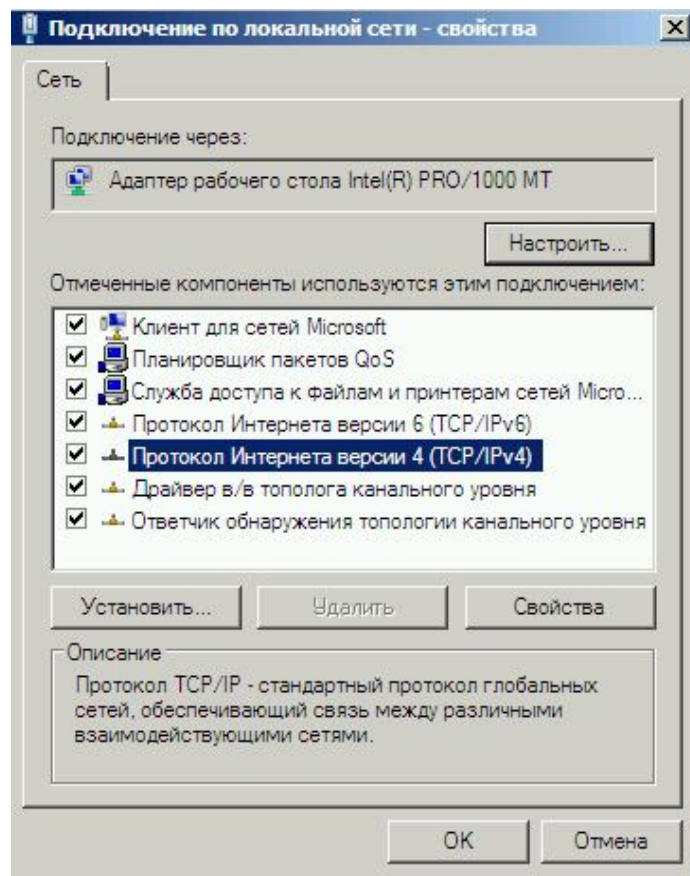 Подключение по локальной сети - свойства
Сеть
Подключение через:
Адаптер рабочего стола Intel(R) PRO/1000 MT
Настроить...
Отмеченные компоненты используются этим подключением:
Клиент для сетей Microsoft
Планировщик пакетов QoS
Служба доступа к файлам и принтерам сетей Micro...
Протокол Интернета версии 6 (TCP/IPv6)
Протокол Интернета версии 4 (TCP/IPv4)
Драйвер в/в тополога канального уровня
Ответчик обнаружения топологии канального уровня
Установить...
Удалить
Свойства
Описание
Протокол TCP/IP - стандартный протокол глобальных
сетей, обеспечивающий связь между различными
взаимодействующими сетями.
OK
Отмена